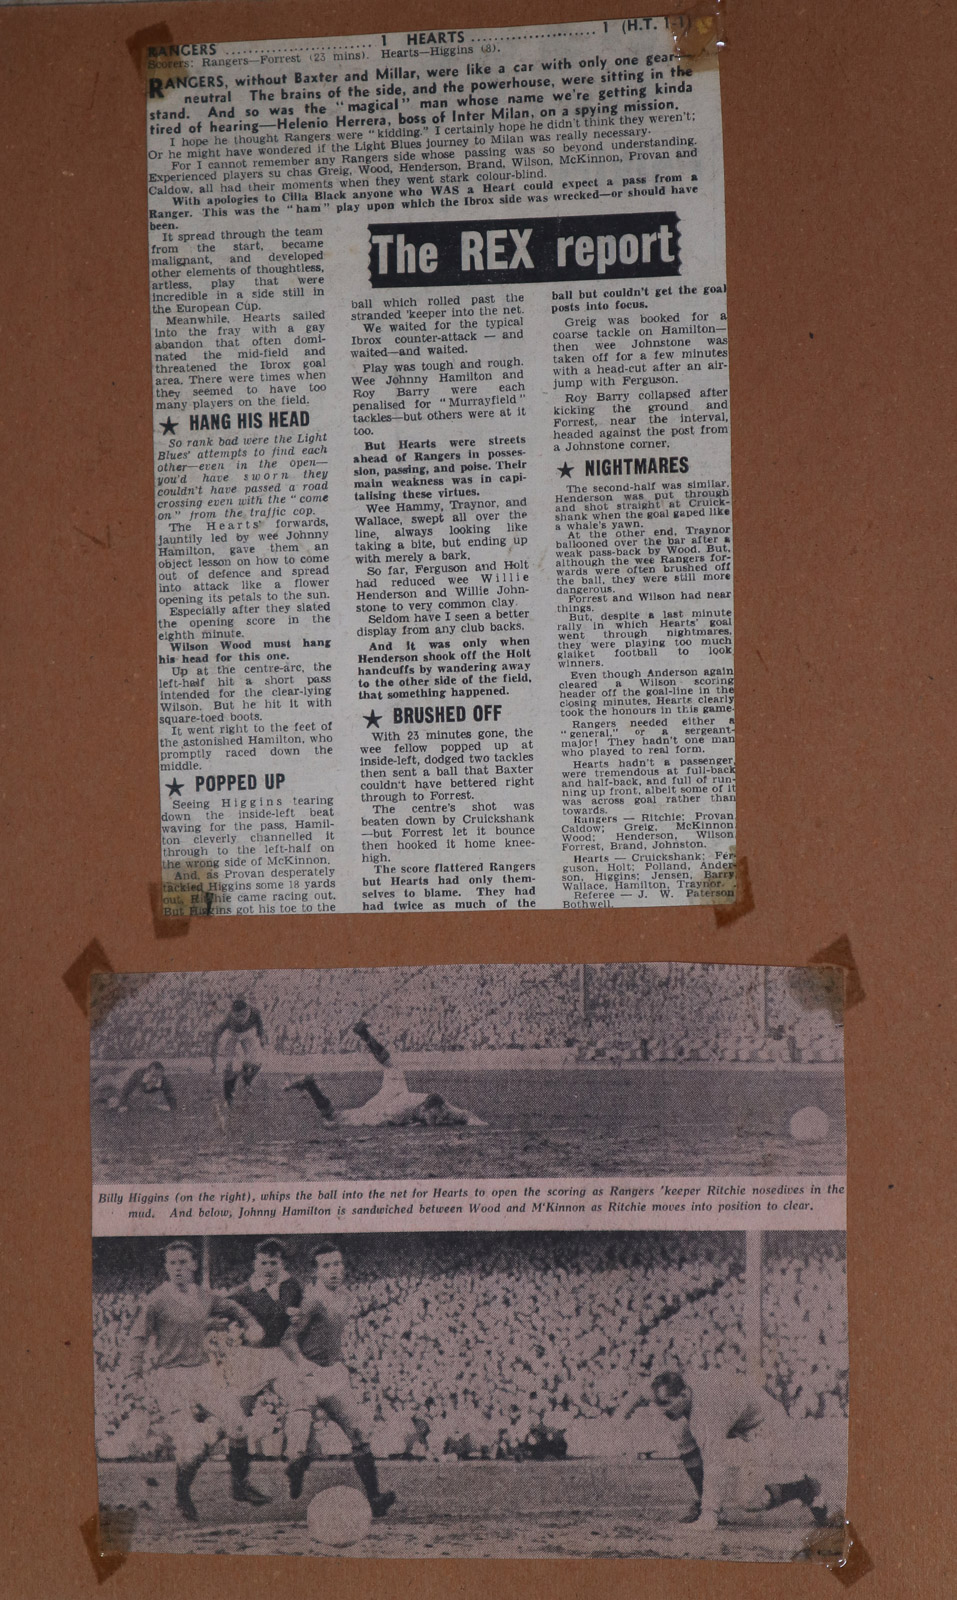 RANGERS ........................ 1 HEARTS ........................ 1 (H.T. 1-1)
Scorers: Rangers—Forrest (23 mins). Hearts—Higgins (8).
RANGERS, without Baxter and Millar, were like a car with only one gear—
neutral The brains of the side, and the powerhouse, were sitting in the
stand. And so was the "magical" man whose name we're getting kinda
tired of hearing—Helenio Herrera, boss of Inter Milan, on a spying mission.
I hope he thought Rangers were "kidding." I certainly hope he didn't think they weren't;
Or he might have wondered if the Light Blues journey to Milan was really necessary.
For I cannot remember any Rangers side whose passing was so beyond understanding.
Experienced players su chas Greig, Wood, Henderson, Brand, Wilson, McKinnon, Provan and
Caldow, all had their moments when they went stark colour-blind.
With apologies to Cilla Black anyone who WAS a Heart could expect a pass from a
Ranger. This was the "ham" play upon which the Ibrox side was wrecked—or should have
been.
It spread through the team
from the start, became
malignant, and developed
other elements of thoughtless,
artless, play that were
incredible in a side still in
the European Cup.
Meanwhile, Hearts sailed
into the fray with a gay
abandon that often domi-
nated the mid-field and
threatened the Ibrox goal
area. There were times when
they seemed to have too
many players on the field.
★ HANG HIS HEAD
So rank bad were the Light
Blues' attempts to find each
other—even in the open—
you'd have sworn they
couldn't have passed a road
crossing even with the "come
on" from the traffic cop.
The Hearts' forwards,
jauntily led by wee Johnny
Hamilton, gave them an
object lesson on how to come
out of defence and spread
into attack like a flower
opening its petals to the sun.
Especially after they slated
the opening score in the
eighth minute.
Wilson Wood must hang
his head for this one.
Up at the centre-arc, the
left-half hit a short pass
intended for the clear-lying
Wilson. But he hit it with
square-toed boots.
It went right to the feet of
the astonished Hamilton, who
promptly raced down the
middle.
★ POPPED UP
Seeing Higgins tearing
down the inside-left beat
waving for the pass, Hamil-
ton cleverly channelled it
through to the left-half on
the wrong side of McKinnon.
And, as Provan desperately
tackled Higgins some 18 yards
out, Ritchie came racing out.
But Higgins got his toe to the
The REX report
ball which rolled past the
stranded 'keeper into the net.
We waited for the typical
Ibrox counter-attack — and
waited—and waited.
Play was tough and rough.
Wee Johnny Hamilton and
Roy Barry were each
penalised for "Murrayfield"
tackles—but others were at it
too.
But Hearts were streets
ahead of Rangers in posses-
sion, passing, and poise. Their
main weakness was in capi-
talising these virtues.
Wee Hammy, Traynor, and
Wallace, swept all over the
line, always looking like
taking a bite, but ending up
with merely a bark.
So far, Ferguson and Holt
had reduced wee Willie
Henderson and Willie John-
stone to very common clay.
Seldom have I seen a better
display from any club backs.
And it was only when
Henderson shook off the Holt
handcuffs by wandering away
to the other side of the field,
that something happened.
★ BRUSHED OFF
With 23 minutes gone, the
wee fellow popped up at
inside-left, dodged two tackles
then sent a ball that Baxter
couldn't have bettered right
through to Forrest.
The centre's shot was
beaten down by Cruickshank
—but Forrest let it bounce
then hooked it home knee-
high.
The score flattered Rangers
but Hearts had only them-
selves to blame. They had
had twice as much of the
ball but couldn't get the goal
posts into focus.
Greig was booked for a
coarse tackle on Hamilton—
then wee Johnstone was
taken off for a few minutes
with a head-cut after an air-
jump with Ferguson.
Roy Barry collapsed after
kicking the ground and
Forrest, near the interval,
headed against the post from
a Johnstone corner.
★ NIGHTMARES
The second-half was similar.
Henderson was put through
and shot straight at Cruick-
shank when the goal gaped like
a whale's yawn.
At the other end, Traynor
ballooned over the bar after a
weak pass-back by Wood. But,
although the wee Rangers for-
wards were often brushed off
the ball, they were still more
dangerous.
Forrest and Wilson had near
things.
But, despite a last minute
rally in which Hearts' goal
went through nightmares,
they were playing too much
glaiket football to look
winners.
Even though Anderson again
cleared a Wilson scoring
header off the goal-line in the
closing minutes, Hearts clearly
took the honours in this game.
Rangers needed either a
"general," or a sergeant-
major! They hadn't one man
who played to real form.
Hearts hadn't a passenger,
were tremendous at full-back
and half-back, and full of run-
ning up front, albeit some of it
was across goal rather than
towards.
Rangers — Ritchie; Provan,
Caldow; Greig, McKinnon,
Wood; Henderson, Wilson,
Forrest, Brand, Johnston.
Hearts — Cruickshank; Fer-
guson, Holt; Polland, Ander-
son, Higgins; Jensen, Barry,
Wallace, Hamilton, Traynor.
Referee — J. W. Paterson
Bothwell.
Billy Higgins (on the right), whips the ball into the net for Hearts to open the scoring as Rangers 'keeper Ritchie nosedives in the
mud. And below, Johnny Hamilton is sandwiched between Wood and M'Kinnon as Ritchie moves into position to clear.